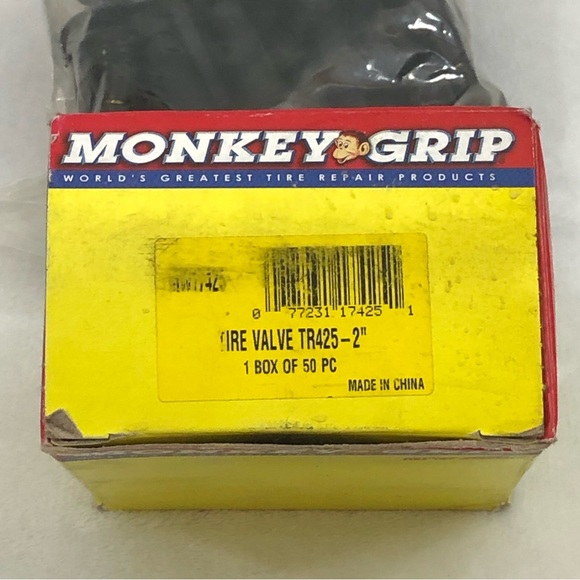 MONKEY GRIP
WORLD'S GREATEST TIRE REPAIR PRODUCTS
0 77231 17425 1
IRE VALVE TR425-2"
1 BOX OF 50 PC
MADE IN CHINA